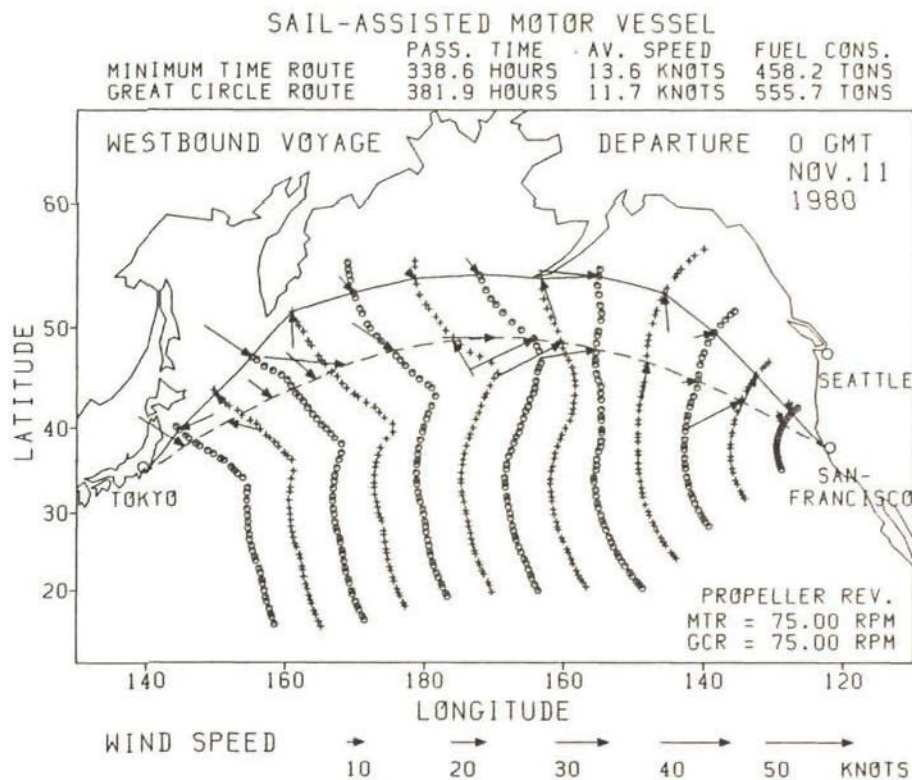 SAIL-ASSISTED MOTOR VESSEL
PASS. TIME AV. SPEED FUEL CONS.
MINIMUM TIME ROUTE 338.6 HOURS 13.6 KNOTS 458.2 TONS
GREAT CIRCLE ROUTE 381.9 HOURS 11.7 KNOTS 555.7 TONS
WESTBOUND VOYAGE DEPARTURE 0 GMT
NOV.11
1980
60
50
40
30
20
LATITUDE
SEATTLE
SAN-
FRANCISCO
TOKYO
PROPELLER REV.
MTR = 75.00 RPM
GCR = 75.00 RPM
140 160 180 160 140 120
LONGITUDE
WIND SPEED
10 20 30 40 50 KNOTS